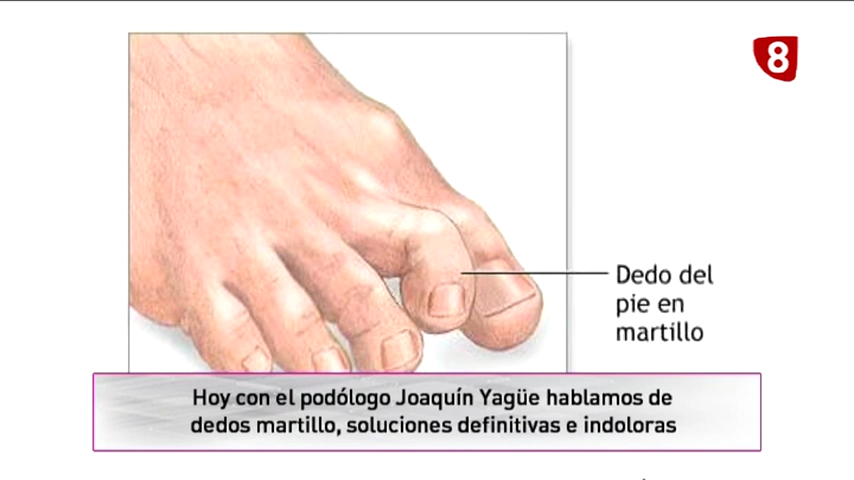 8
Dedo del
pie en
martillo
Hoy con el podólogo Joaquín Yagüe hablamos de
dedos martillo, soluciones definitivas e indoloras